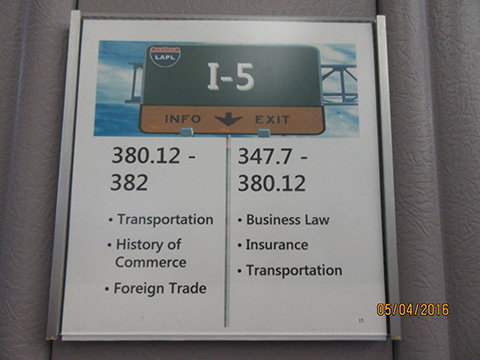 LAPL
I-5
INFO EXIT
380.12 -
382
• Transportation
• History of
Commerce
• Foreign Trade
347.7 -
380.12
• Business Law
• Insurance
• Transportation
13
05/04/2016